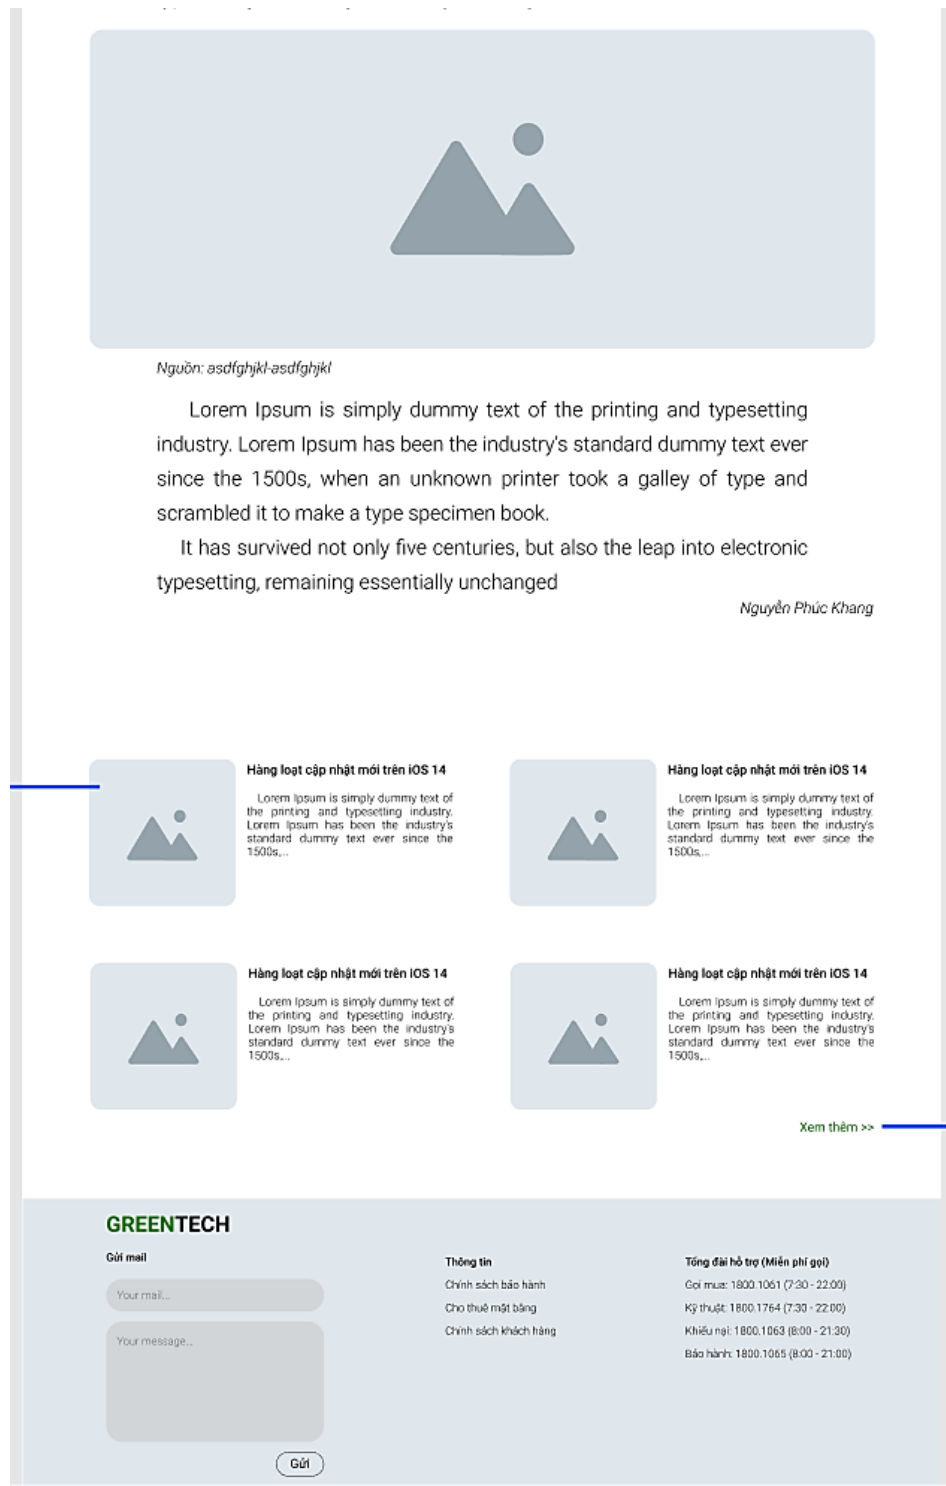 Nguồn: asdfghjkl-asdfghjkl
Lorem Ipsum is simply dummy text of the printing and typesetting
industry. Lorem Ipsum has been the industry's standard dummy text ever
since the 1500s, when an unknown printer took a galley of type and
scrambled it to make a type specimen book.
It has survived not only five centuries, but also the leap into electronic
typesetting, remaining essentially unchanged
Nguyễn Phúc Khang
Hàng loạt cập nhật mới trên iOS 14
Lorem Ipsum is simply dummy text of
the printing and typesetting industry.
Lorem Ipsum has been the industry's
standard dummy text ever since the
1500s,...
Hàng loạt cập nhật mới trên iOS 14
Lorem Ipsum is simply dummy text of
the printing and typesetting industry.
Lorem Ipsum has been the industry's
standard dummy text ever since the
1500s,...
Hàng loạt cập nhật mới trên iOS 14
Lorem Ipsum is simply dummy text of
the printing and typesetting industry.
Lorem Ipsum has been the industry's
standard dummy text ever since the
1500s,...
Hàng loạt cập nhật mới trên iOS 14
Lorem Ipsum is simply dummy text of
the printing and typesetting industry.
Lorem Ipsum has been the industry's
standard dummy text ever since the
1500s,...
Xem thêm >>
GREENTECH
Gửi mail
Your mail...
Your message...
Gửi
Thông tin
Chính sách bảo hành
Cho thuê mặt bằng
Chính sách khách hàng
Tổng đài hỗ trợ (Miễn phí gọi)
Gọi mua: 1800.1061 (7:30 - 22:00)
Kỹ thuật: 1800.1764 (7:30 - 22:00)
Khiếu nại: 1800.1063 (8:00 - 21:30)
Bảo hành: 1800.1065 (8:00 - 21:00)